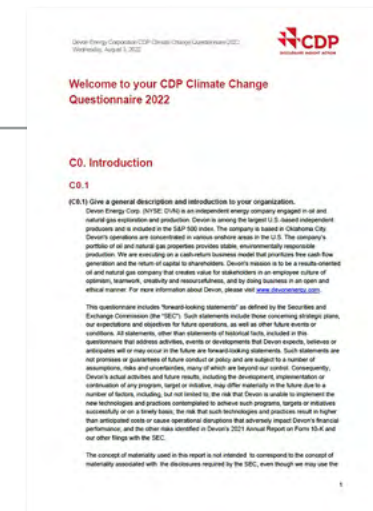 Devon Energy Corporation CDP Climate Change Questionnaire 2022
Wednesday, August 3, 2022
CDP
DISCLOSURE INSIGHT ACTION
Welcome to your CDP Climate Change
Questionnaire 2022
C0. Introduction
C0.1
(C0.1) Give a general description and introduction to your organization.
Devon Energy Corp. (NYSE: DVN) is an independent energy company engaged in oil and
natural gas exploration and production. Devon is among the largest U.S.-based independent
producers and is included in the S&P 500 index. The company is based in Oklahoma City.
Devon's operations are concentrated in various onshore areas in the U.S. The company's
portfolio of oil and natural gas properties provides stable, environmentally responsible
production. We are executing on a cash-return business model that prioritizes free cash flow
generation and the return of capital to shareholders. Devon's mission is to be a results-oriented
oil and natural gas company that creates value for stakeholders in an employee culture of
optimism, teamwork, creativity and resourcefulness, and by doing business in an open and
ethical manner. For more information about Devon, please visit www.devonenergy.com.
This questionnaire includes "forward-looking statements" as defined by the Securities and
Exchange Commission (the "SEC"). Such statements include those concerning strategic plans,
our expectations and objectives for future operations, as well as other future events or
conditions. All statements, other than statements of historical facts, included in this
questionnaire that address activities, events or developments that Devon expects, believes or
anticipates will or may occur in the future are forward-looking statements. Such statements are
not promises or guarantees of future conduct or policy and are subject to a number of
assumptions, risks and uncertainties, many of which are beyond our control. Consequently,
Devon's actual activities and future results, including the development, implementation or
continuation of any program, target or initiative, may differ materially in the future due to a
number of factors, including, but not limited to, the risk that Devon is unable to implement the
new technologies and practices contemplated to achieve such programs, targets or initiatives
successfully or on a timely basis; the risk that such technologies and practices result in higher
than anticipated costs or cause operational disruptions that adversely impact Devon's financial
performance; and the other risks identified in Devon's 2021 Annual Report on Form 10-K and
our other filings with the SEC.
The concept of materiality used in this report is not intended to correspond to the concept of
materiality associated with the disclosures required by the SEC, even though we may use the
1